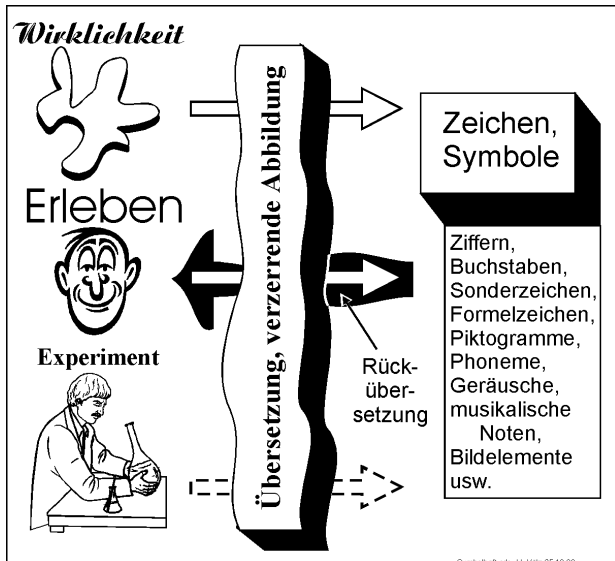 Wirklichkeit
Erleben
Experiment
Übersetzung, verzerrende Abbildung
Rück-
über-
setzung
Zeichen,
Symbole
Ziffern,
Buchstaben,
Sonderzeichen,
Formelzeichen,
Piktogramme,
Phoneme,
Geräusche,
musikalische
Noten,
Bildelemente
usw.